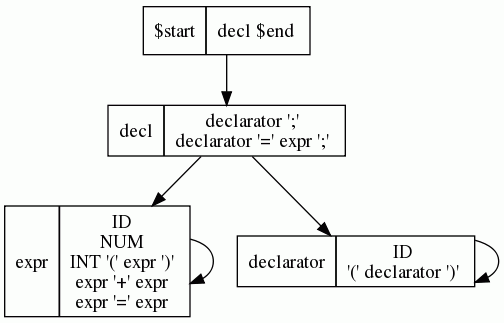 $start decl $end
decl
declarator ';'
declarator '=' expr ';'
expr
ID
NUM
INT '(' expr ')'
expr '+' expr
expr '=' expr
declarator
ID
'(' declarator ')'